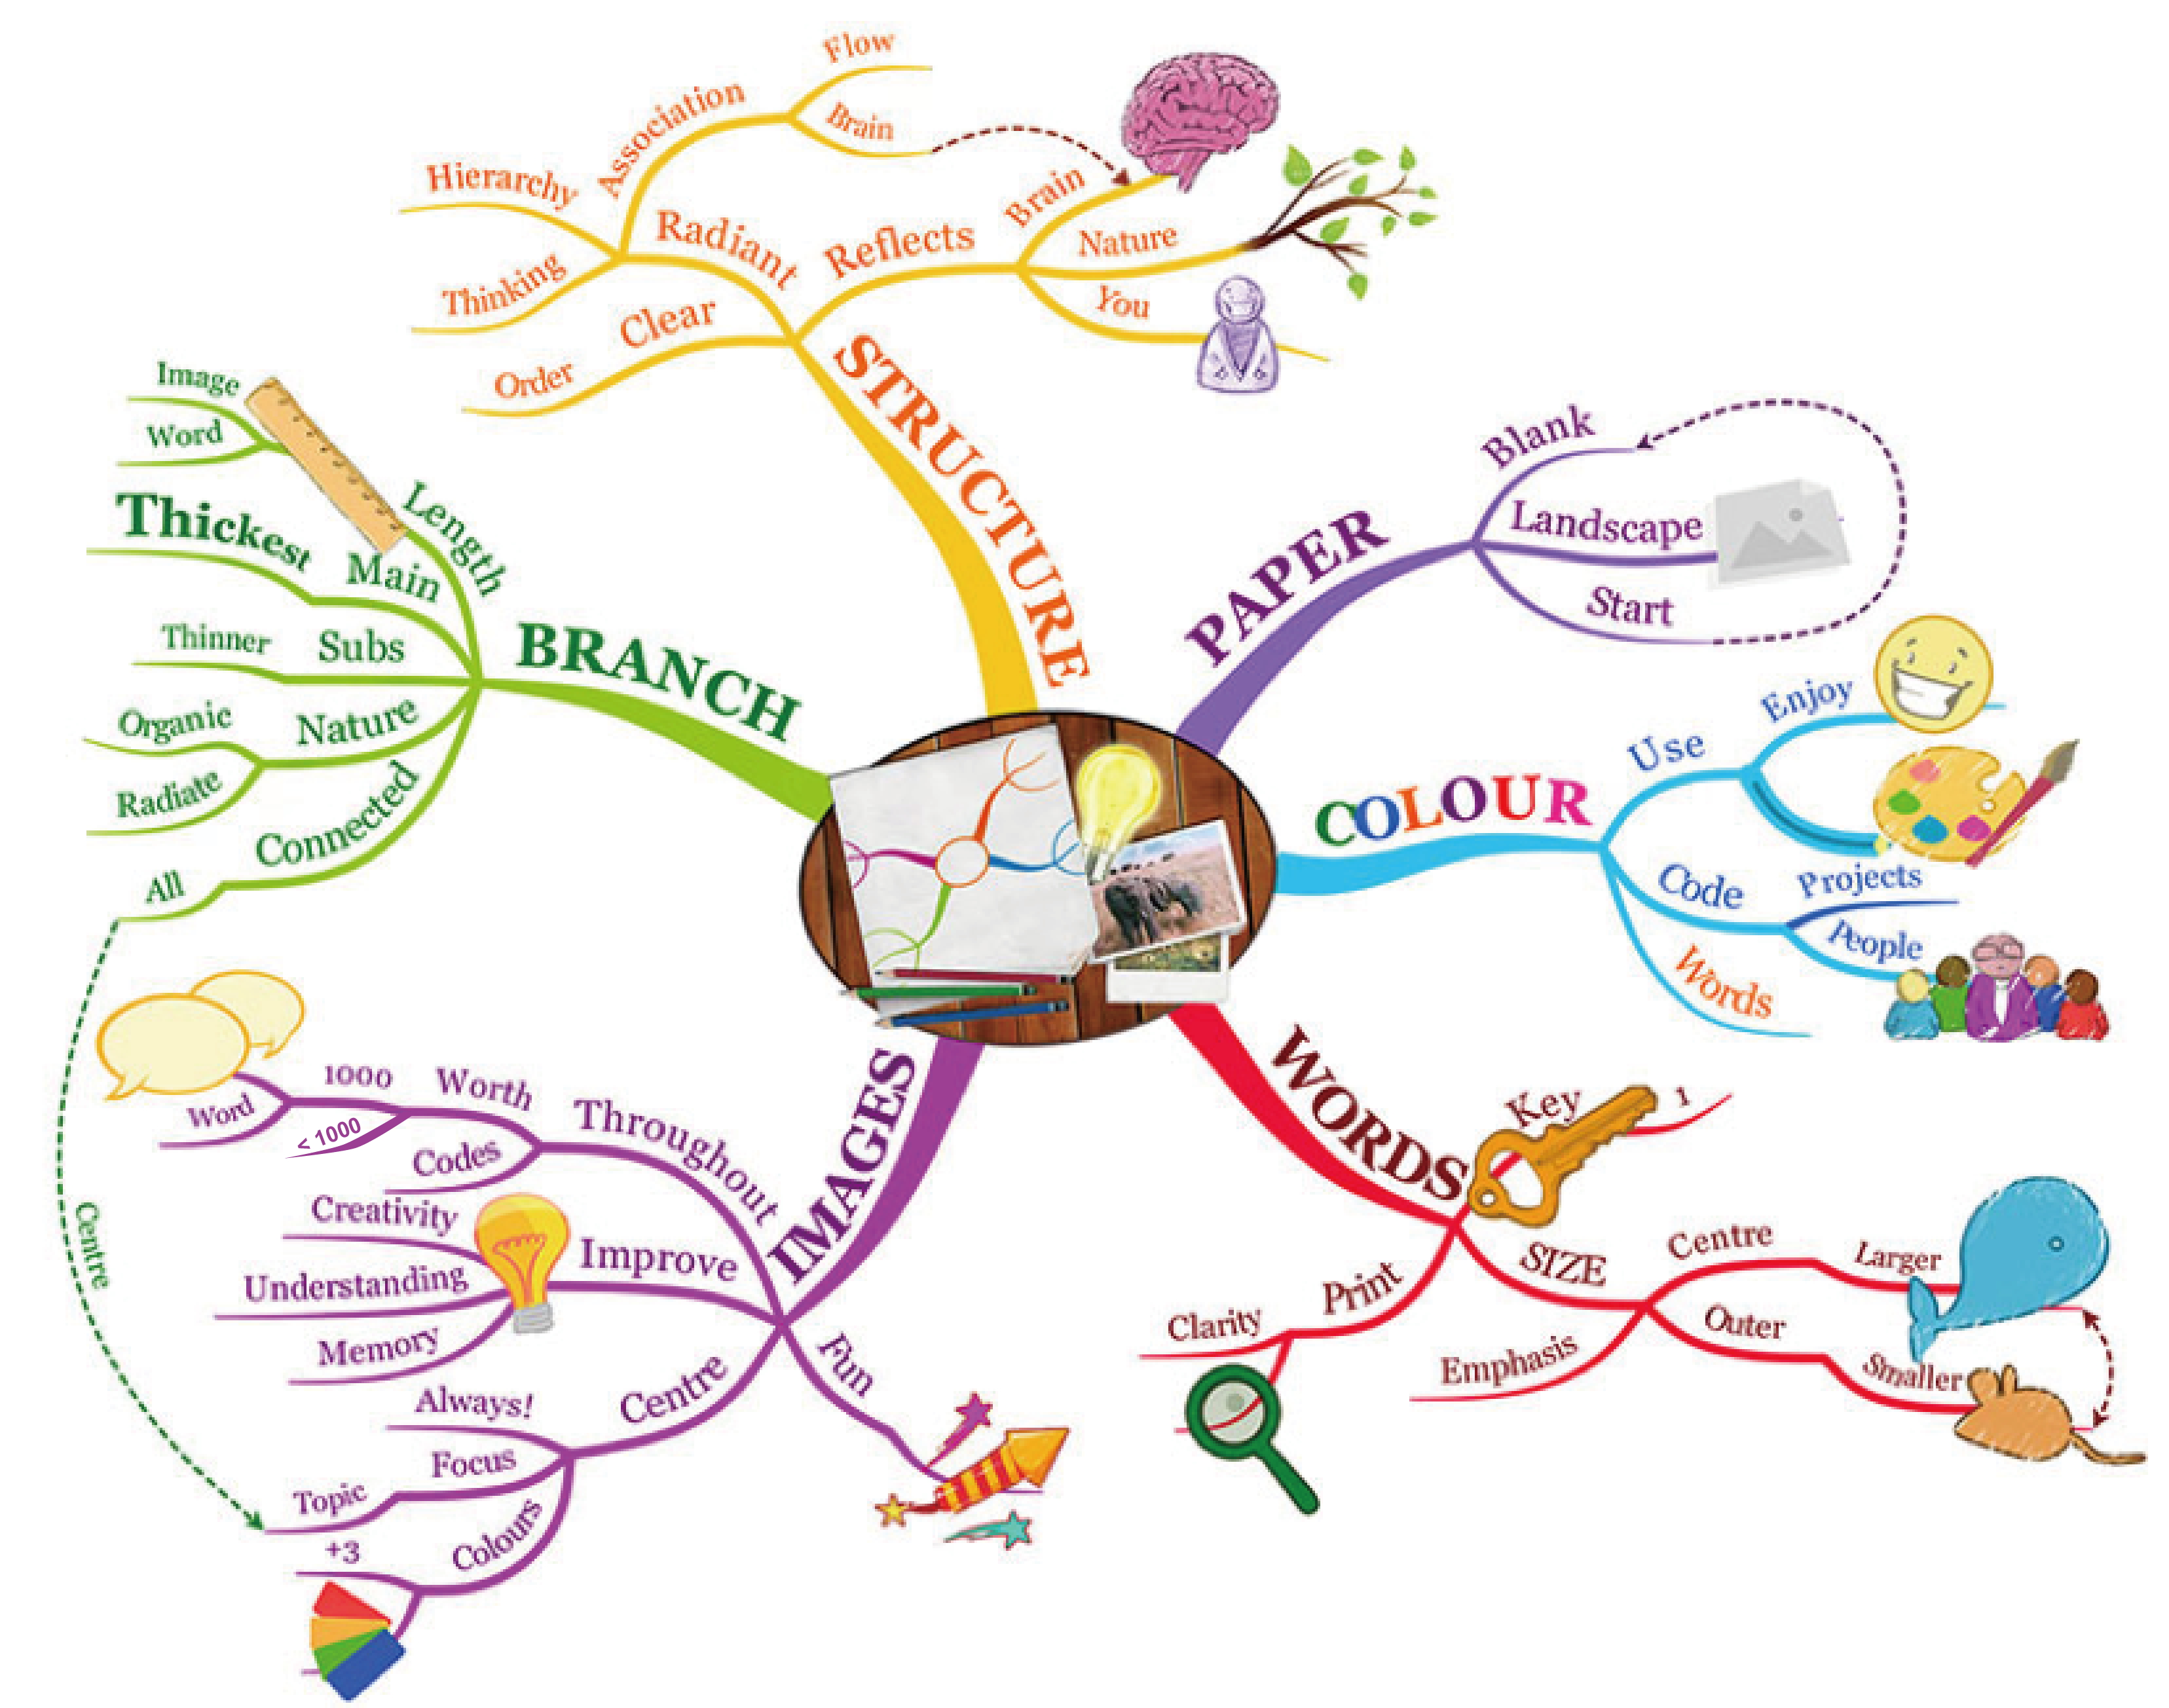 STRUCTURE
Radiant
Association
Flow
Brain
Hierarchy
Thinking
Reflects
Brain
Nature
You
Clear
Order
PAPER
Blank
Landscape
Start
COLOUR
Use
Enjoy
Code
Projects
People
Words
WORDS
Key
1
SIZE
Centre
Larger
Outer
Smaller
Emphasis
Print
Clarity
IMAGES
Throughout
Worth
1000
Word
< 1000
Codes
Improve
Creativity
Understanding
Memory
Centre
Always!
Focus
Topic
Colours
+3
Fun
BRANCH
Length
Image
Word
Main
Thickest
Subs
Thinner
Nature
Organic
Radiate
Connected
All
Centre